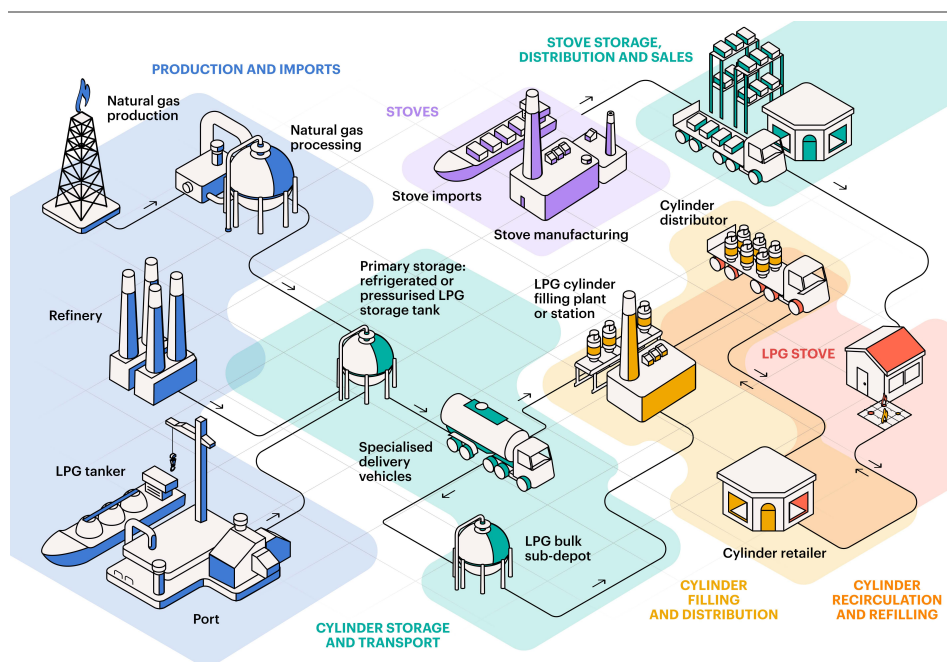 PRODUCTION AND IMPORTS
Natural gas
production
Natural gas
processing
Refinery
LPG tanker
Port
STOVES
Stove imports
Stove manufacturing
STOVE STORAGE,
DISTRIBUTION AND SALES
Primary storage:
refrigerated or
pressurised LPG
storage tank
Specialised
delivery
vehicles
LPG bulk
sub-depot
CYLINDER STORAGE
AND TRANSPORT
LPG cylinder
filling plant
or station
Cylinder
distributor
LPG STOVE
Cylinder retailer
CYLINDER
FILLING
AND DISTRIBUTION
CYLINDER
RECIRCULATION
AND REFILLING